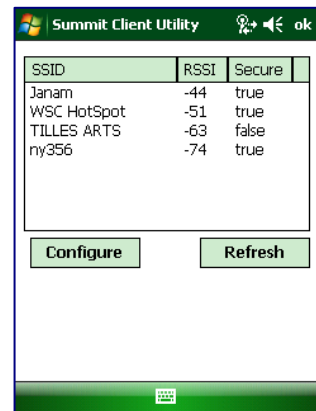 Summit Client Utility ok
SSID RSSI Secure
Janam -44 true
WSC HotSpot -51 true
TILLES ARTS -63 false
ny356 -74 true
Configure Refresh